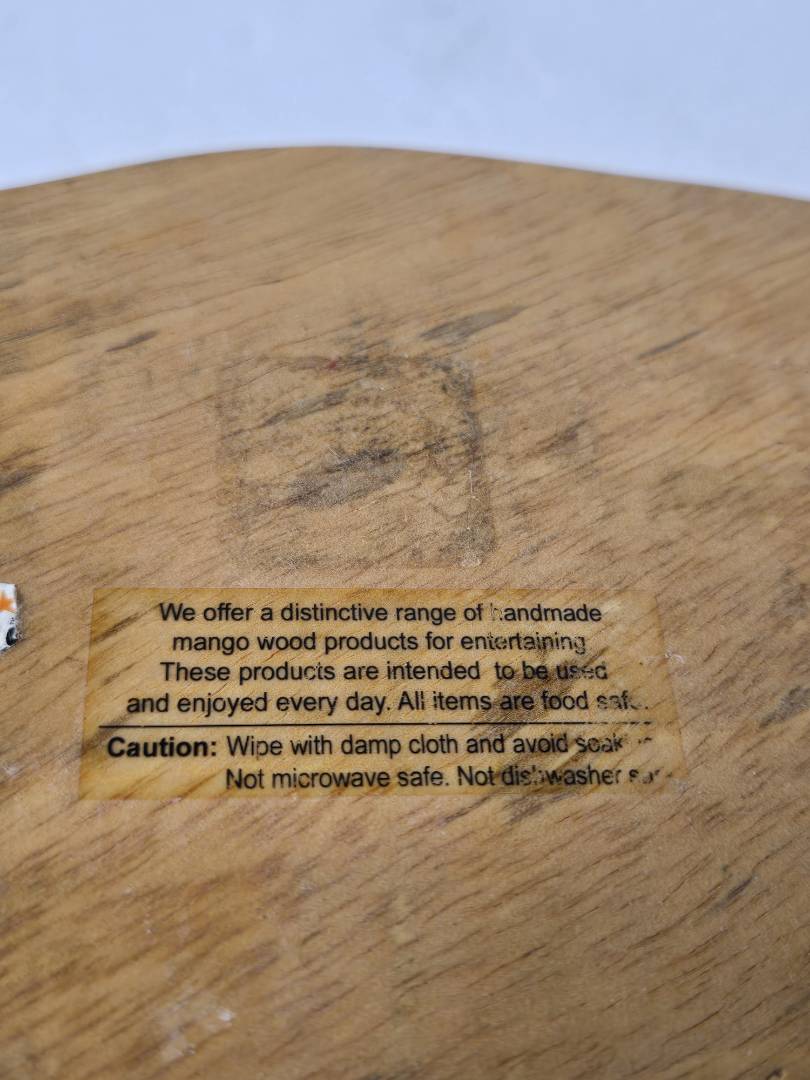 We offer a distinctive range of handmade
mango wood products for entertaining
These products are intended to be used
and enjoyed every day. All items are food safe.
Caution: Wipe with damp cloth and avoid
Not microwave safe. Not dishwasher